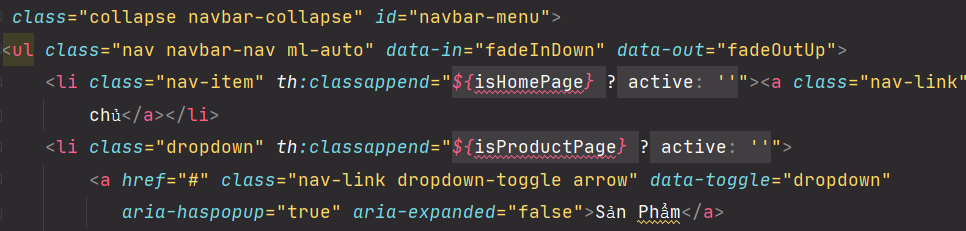 class="collapse navbar-collapse" id="navbar-menu">
<ul class="nav navbar-nav ml-auto" data-in="fadeInDown" data-out="fadeOutUp">
<li class="nav-item" th:classappend="${isHomePage} ? active: ''"><a class="nav-link"
chủ</a></li>
<li class="dropdown" th:classappend="${isProductPage} ? active: ''">
<a href="#" class="nav-link dropdown-toggle arrow" data-toggle="dropdown"
aria-haspopup="true" aria-expanded="false">Sản Phẩm</a>